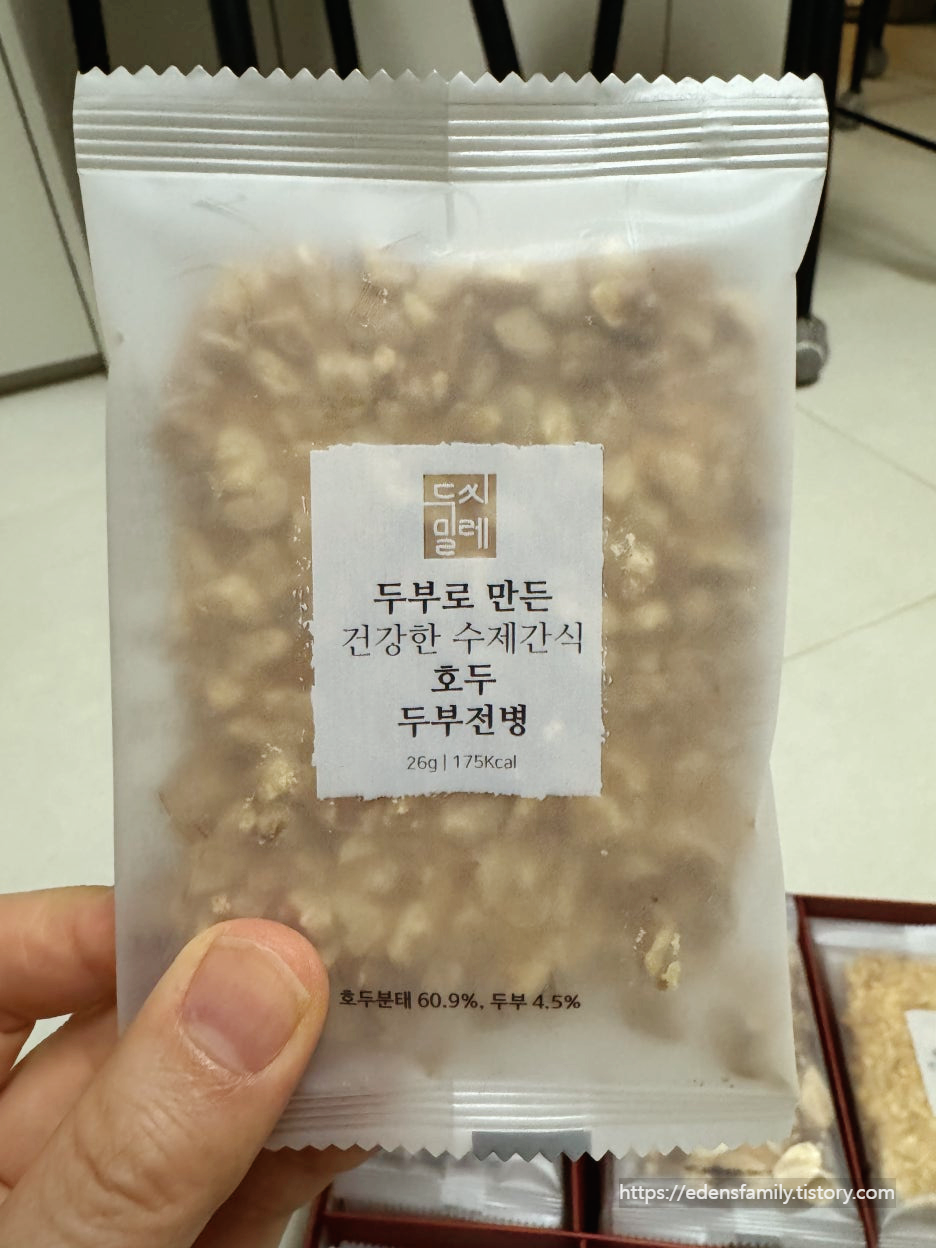 두씨
밀레
두부로 만든
건강한 수제간식
호두
두부전병
26g | 175Kcal
호두분태 60.9%, 두부 4.5%
https://edensfamily.tistory.com